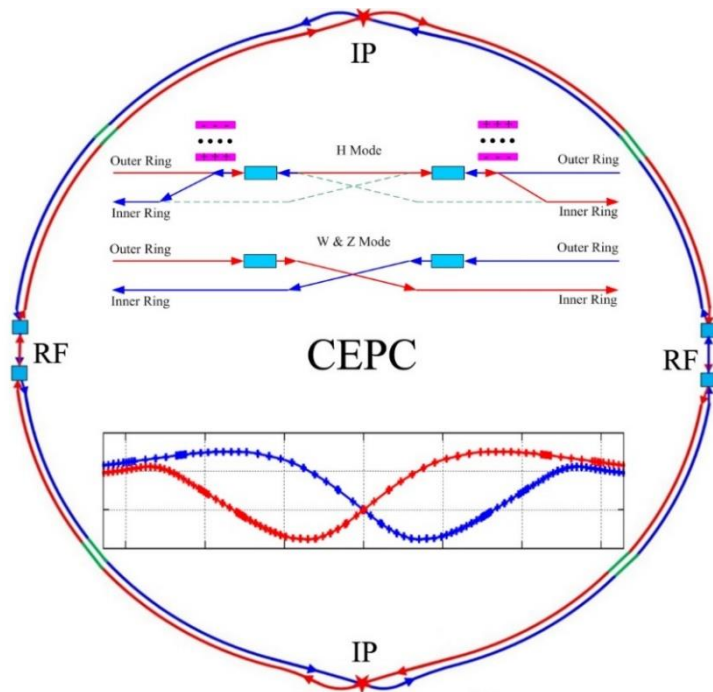 IP
H Mode
Outer Ring
Outer Ring
Inner Ring
Inner Ring
W & Z Mode
Outer Ring
Outer Ring
Inner Ring
Inner Ring
RF
CEPC
RF
IP